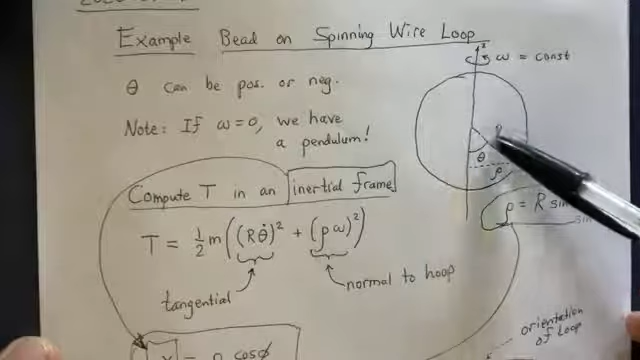 Example Bead on Spinning Wire Loop
z
ω = const
θ can be pos. or neg.
Note: If ω=0, we have
a pendulum!
θ
ρ
Compute T in an inertial frame
ρ = R sin
T = ½ m((Rθ̇)² + (ρω)²)
tangential
normal to hoop
orientation
of loop
x = ρ cosϕ